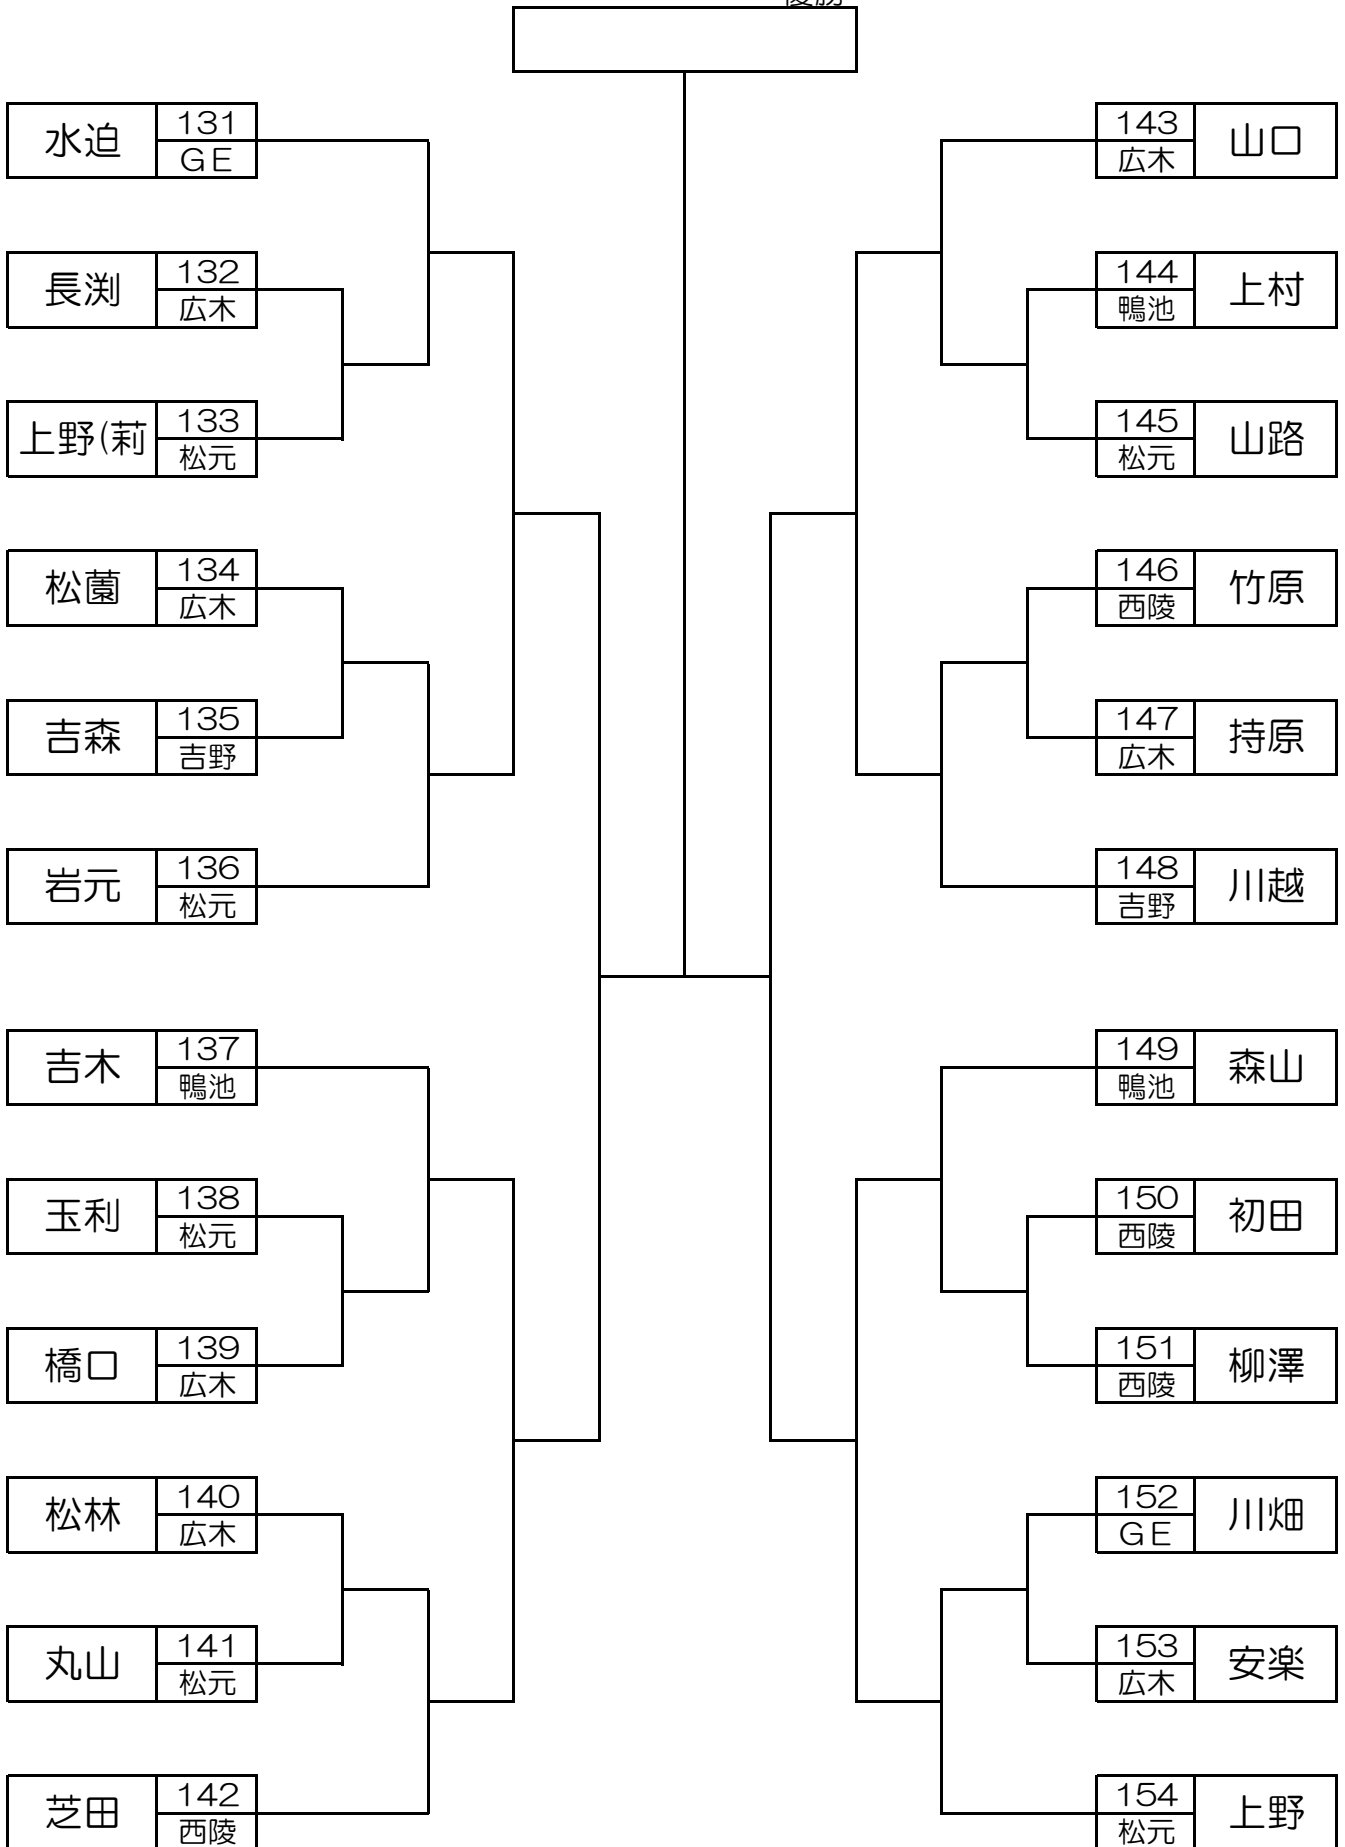 優勝
水迫 131 GE
長渕 132 広木
上野(莉 133 松元
松薗 134 広木
吉森 135 吉野
岩元 136 松元
吉木 137 鴨池
玉利 138 松元
橋口 139 広木
松林 140 広木
丸山 141 松元
芝田 142 西陵
143 広木 山口
144 鴨池 上村
145 松元 山路
146 西陵 竹原
147 広木 持原
148 吉野 川越
149 鴨池 森山
150 西陵 初田
151 西陵 柳澤
152 GE 川畑
153 広木 安楽
154 松元 上野